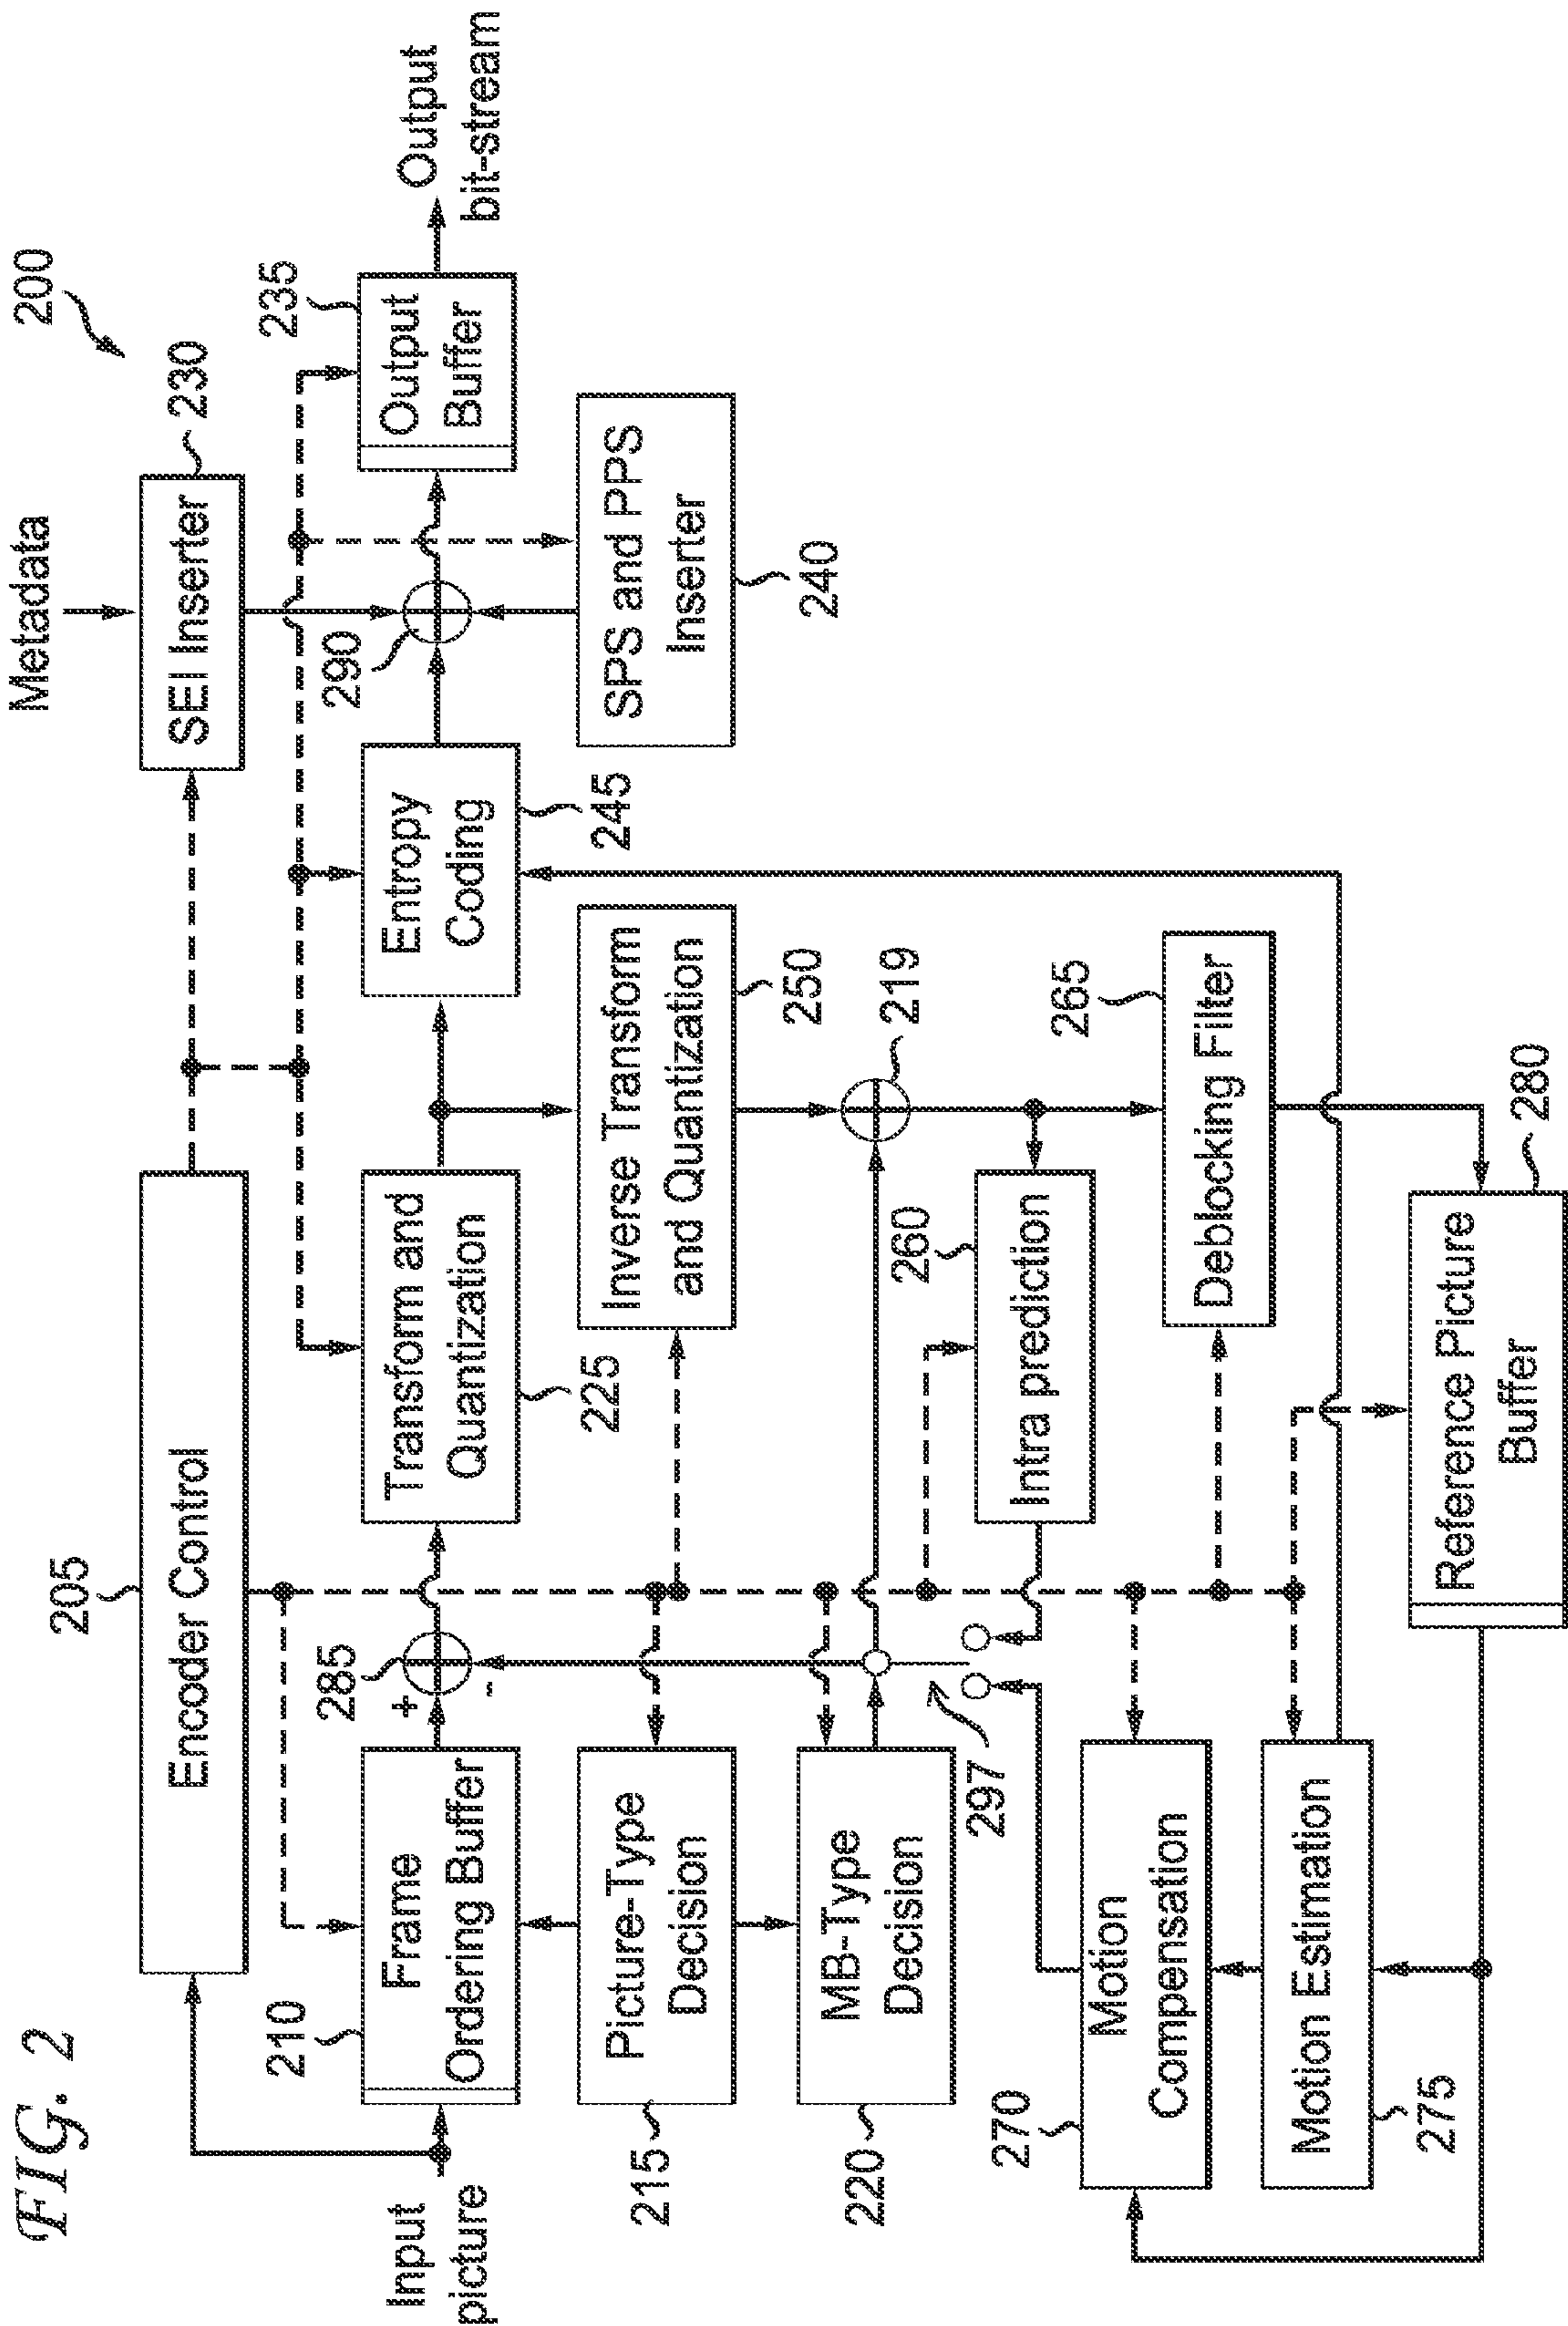 FIG. 2
200
Metadata
205
Encoder Control
SEI Inserter
230
Input
picture
210
Frame
Ordering Buffer
285
+
-
Transform and
Quantization
225
Entropy
Coding
245
290
235
Output
Buffer
Output
bit-stream
215
Picture-Type
Decision
Inverse Transform
and Quantization
250
SPS and PPS
Inserter
240
220
MB-Type
Decision
219
297
260
Intra prediction
270
Motion
Compensation
265
Deblocking Filter
Motion Estimation
275
Reference Picture
Buffer
280